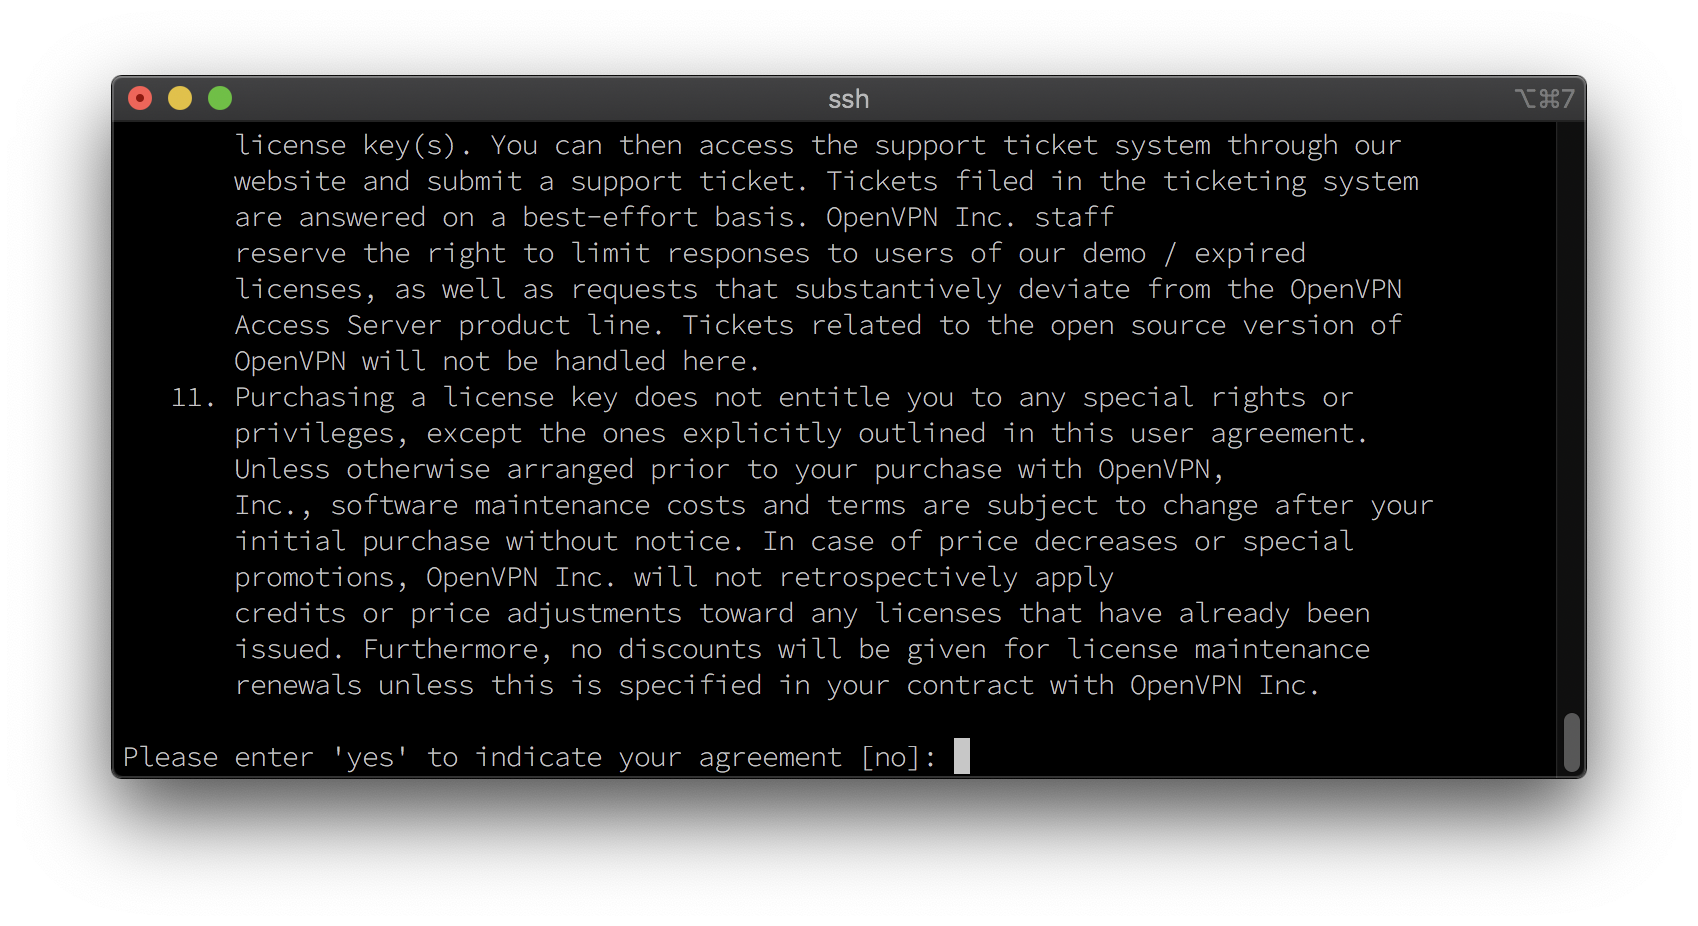 ssh
⌥⌘7
license key(s). You can then access the support ticket system through our
website and submit a support ticket. Tickets filed in the ticketing system
are answered on a best-effort basis. OpenVPN Inc. staff
reserve the right to limit responses to users of our demo / expired
licenses, as well as requests that substantively deviate from the OpenVPN
Access Server product line. Tickets related to the open source version of
OpenVPN will not be handled here.
11. Purchasing a license key does not entitle you to any special rights or
privileges, except the ones explicitly outlined in this user agreement.
Unless otherwise arranged prior to your purchase with OpenVPN,
Inc., software maintenance costs and terms are subject to change after your
initial purchase without notice. In case of price decreases or special
promotions, OpenVPN Inc. will not retrospectively apply
credits or price adjustments toward any licenses that have already been
issued. Furthermore, no discounts will be given for license maintenance
renewals unless this is specified in your contract with OpenVPN Inc.
Please enter 'yes' to indicate your agreement [no]: